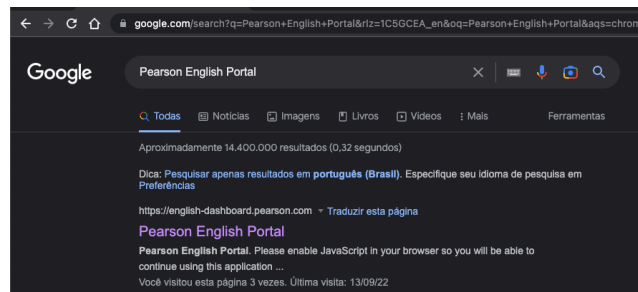 google.com/search?q=Pearson+English+Portal&rlz=1C5GCEA_en&oq=Pearson+English+Portal&aqs=chrom
Google
Pearson English Portal
Todas Notícias Imagens Livros Vídeos Mais Ferramentas
Aproximadamente 14.400.000 resultados (0,32 segundos)
Dica: Pesquisar apenas resultados em português (Brasil). Especifique seu idioma de pesquisa em
Preferências
https://english-dashboard.pearson.com Traduzir esta página
Pearson English Portal
Pearson English Portal. Please enable JavaScript in your browser so you will be able to
continue using this application ...
Você visitou esta página 3 vezes. Última visita: 13/09/22